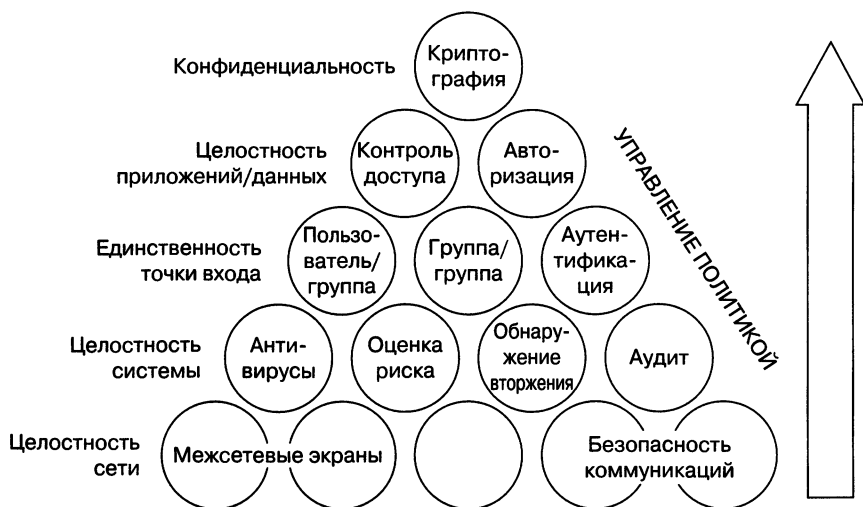 Конфиденциальность
Крипто-
графия
Целостность
приложений/данных
Контроль
доступа
Авто-
ризация
Единственность
точки входа
Пользо-
ватель/
группа
Группа/
группа
Аутен-
тифика-
ция
Целостность
системы
Анти-
вирусы
Оценка
риска
Обнару-
жение
вторжения
Аудит
Целостность
сети
Межсетевые экраны
Безопасность
коммуникаций
УПРАВЛЕНИЕ ПОЛИТИКОЙ